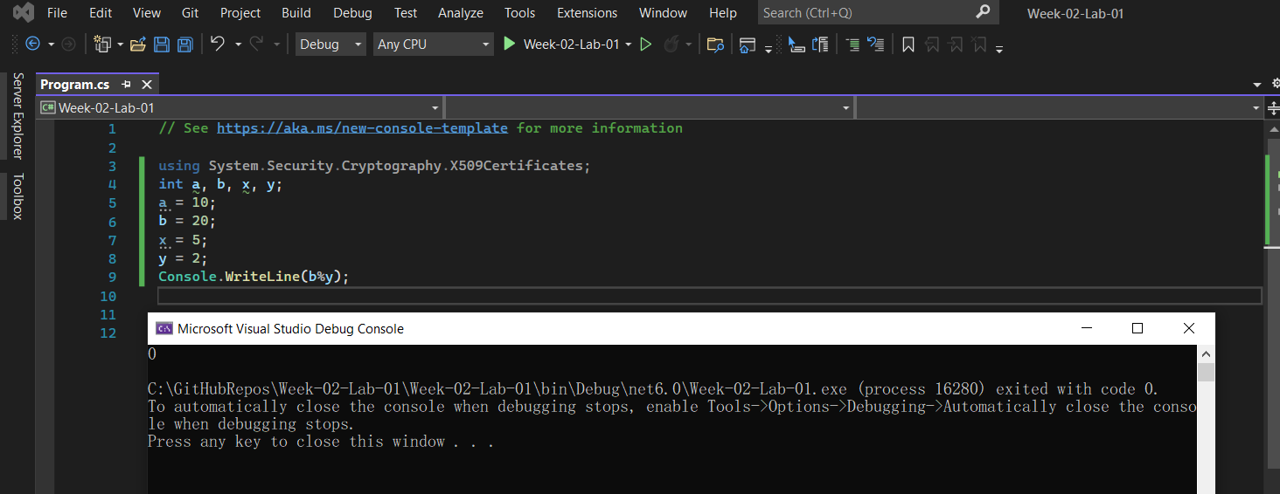 File Edit View Git Project Build Debug Test Analyze Tools Extensions Window Help Search (Ctrl+Q) Week-02-Lab-01
Debug Any CPU Week-02-Lab-01
Server Explorer
Toolbox
Program.cs
C# Week-02-Lab-01
1 // See https://aka.ms/new-console-template for more information
2
3 using System.Security.Cryptography.X509Certificates;
4 int a, b, x, y;
5 a = 10;
6 b = 20;
7 x = 5;
8 y = 2;
9 Console.WriteLine(b%y);
10
11
12
C:\ Microsoft Visual Studio Debug Console
0
C:\GitHubRepos\Week-02-Lab-01\Week-02-Lab-01\bin\Debug\net6.0\Week-02-Lab-01.exe (process 16280) exited with code 0.
To automatically close the console when debugging stops, enable Tools->Options->Debugging->Automatically close the conso
le when debugging stops.
Press any key to close this window . . .